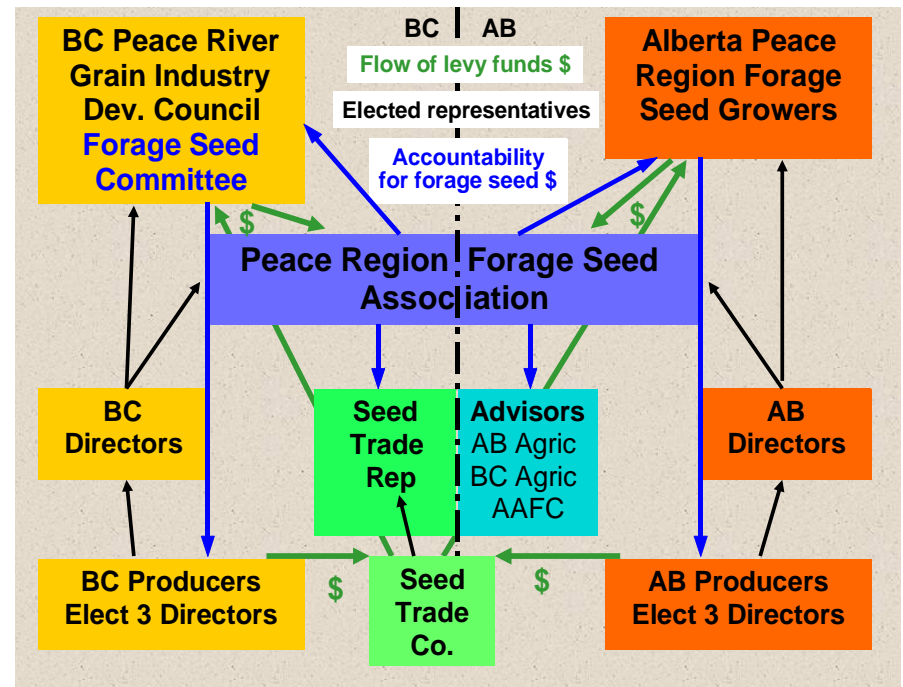 BC AB
BC Peace River
Grain Industry
Dev. Council
Forage Seed
Committee
Flow of levy funds $
Elected representatives
Accountability
for forage seed $
Alberta Peace
Region Forage
Seed Growers
$
$
Peace Region Forage Seed
Association
BC
Directors
Seed
Trade
Rep
Advisors
AB Agric
BC Agric
AAFC
AB
Directors
BC Producers
Elect 3 Directors
$
Seed
Trade
Co.
$
AB Producers
Elect 3 Directors